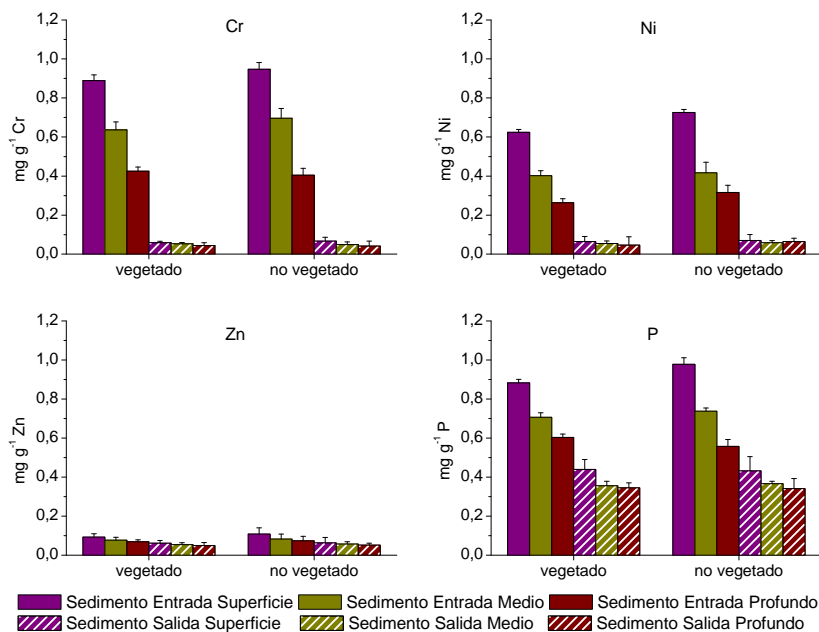 Cr
mg g⁻¹ Cr
1,2
1,0
0,8
0,6
0,4
0,2
0,0
vegetado no vegetado
Ni
mg g⁻¹ Ni
1,2
1,0
0,8
0,6
0,4
0,2
0,0
vegetado no vegetado
Zn
mg g⁻¹ Zn
1,2
1,0
0,8
0,6
0,4
0,2
0,0
vegetado no vegetado
P
mg g⁻¹ P
1,2
1,0
0,8
0,6
0,4
0,2
0,0
vegetado no vegetado
Sedimento Entrada Superficie Sedimento Entrada Medio Sedimento Entrada Profundo
Sedimento Salida Superficie Sedimento Salida Medio Sedimento Salida Profundo